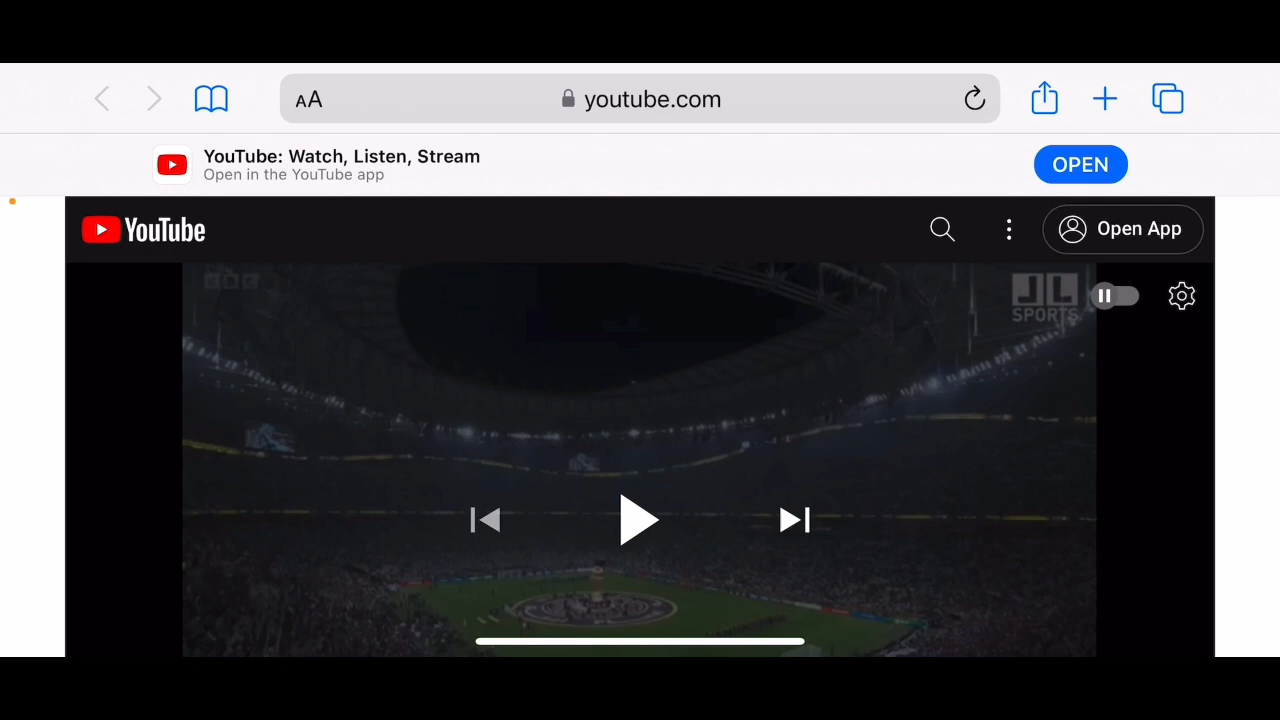 AA
youtube.com
YouTube: Watch, Listen, Stream
Open in the YouTube app
OPEN
YouTube
Open App
JL
SPORTS